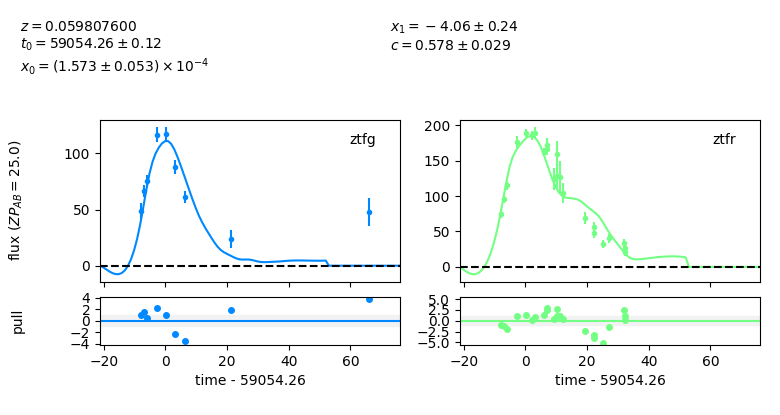 z = 0.059807600
t₀ = 59054.26 ± 0.12
x₀ = (1.573 ± 0.053) × 10⁻⁴
x₁ = −4.06 ± 0.24
c = 0.578 ± 0.029
flux (ZP_AB = 25.0)
ztfg
100
50
0
ztfr
200
150
100
50
0
pull
4
2
0
−2
−4
5.0
2.5
0.0
−2.5
−5.0
−20 0 20 40 60
−20 0 20 40 60
time - 59054.26
time - 59054.26